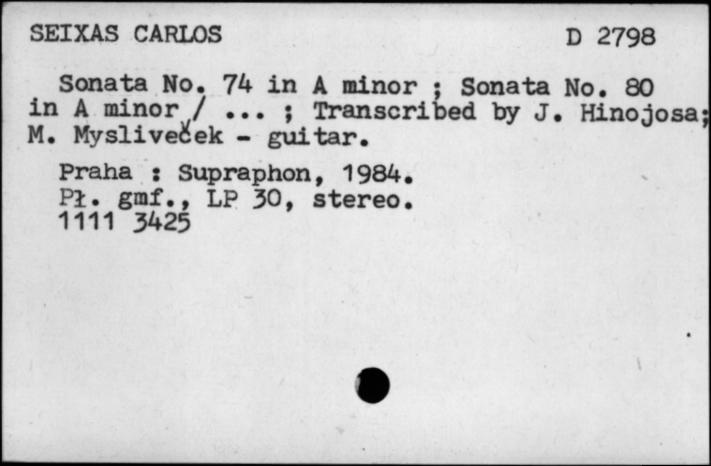 SEIXAS CARLOS D 2798
Sonata No. 74 in A minor ; Sonata No. 80
in A minor / ... ; Transcribed by J. Hinojosa;
M. Mysliveček - guitar.
Praha : Supraphon, 1984.
Pł. gmf., LP 30, stereo.
1111 3425